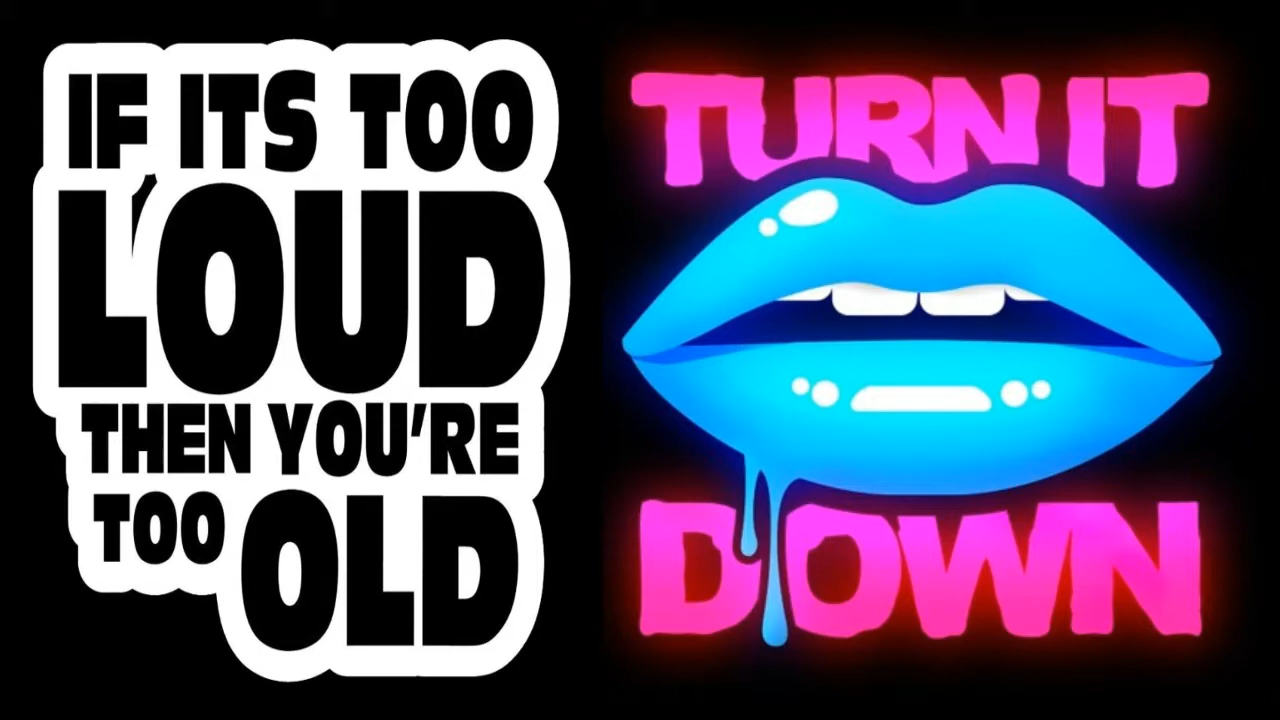 IF ITS TOO
LOUD
THEN YOU'RE
TOO OLD
TURN IT
DOWN